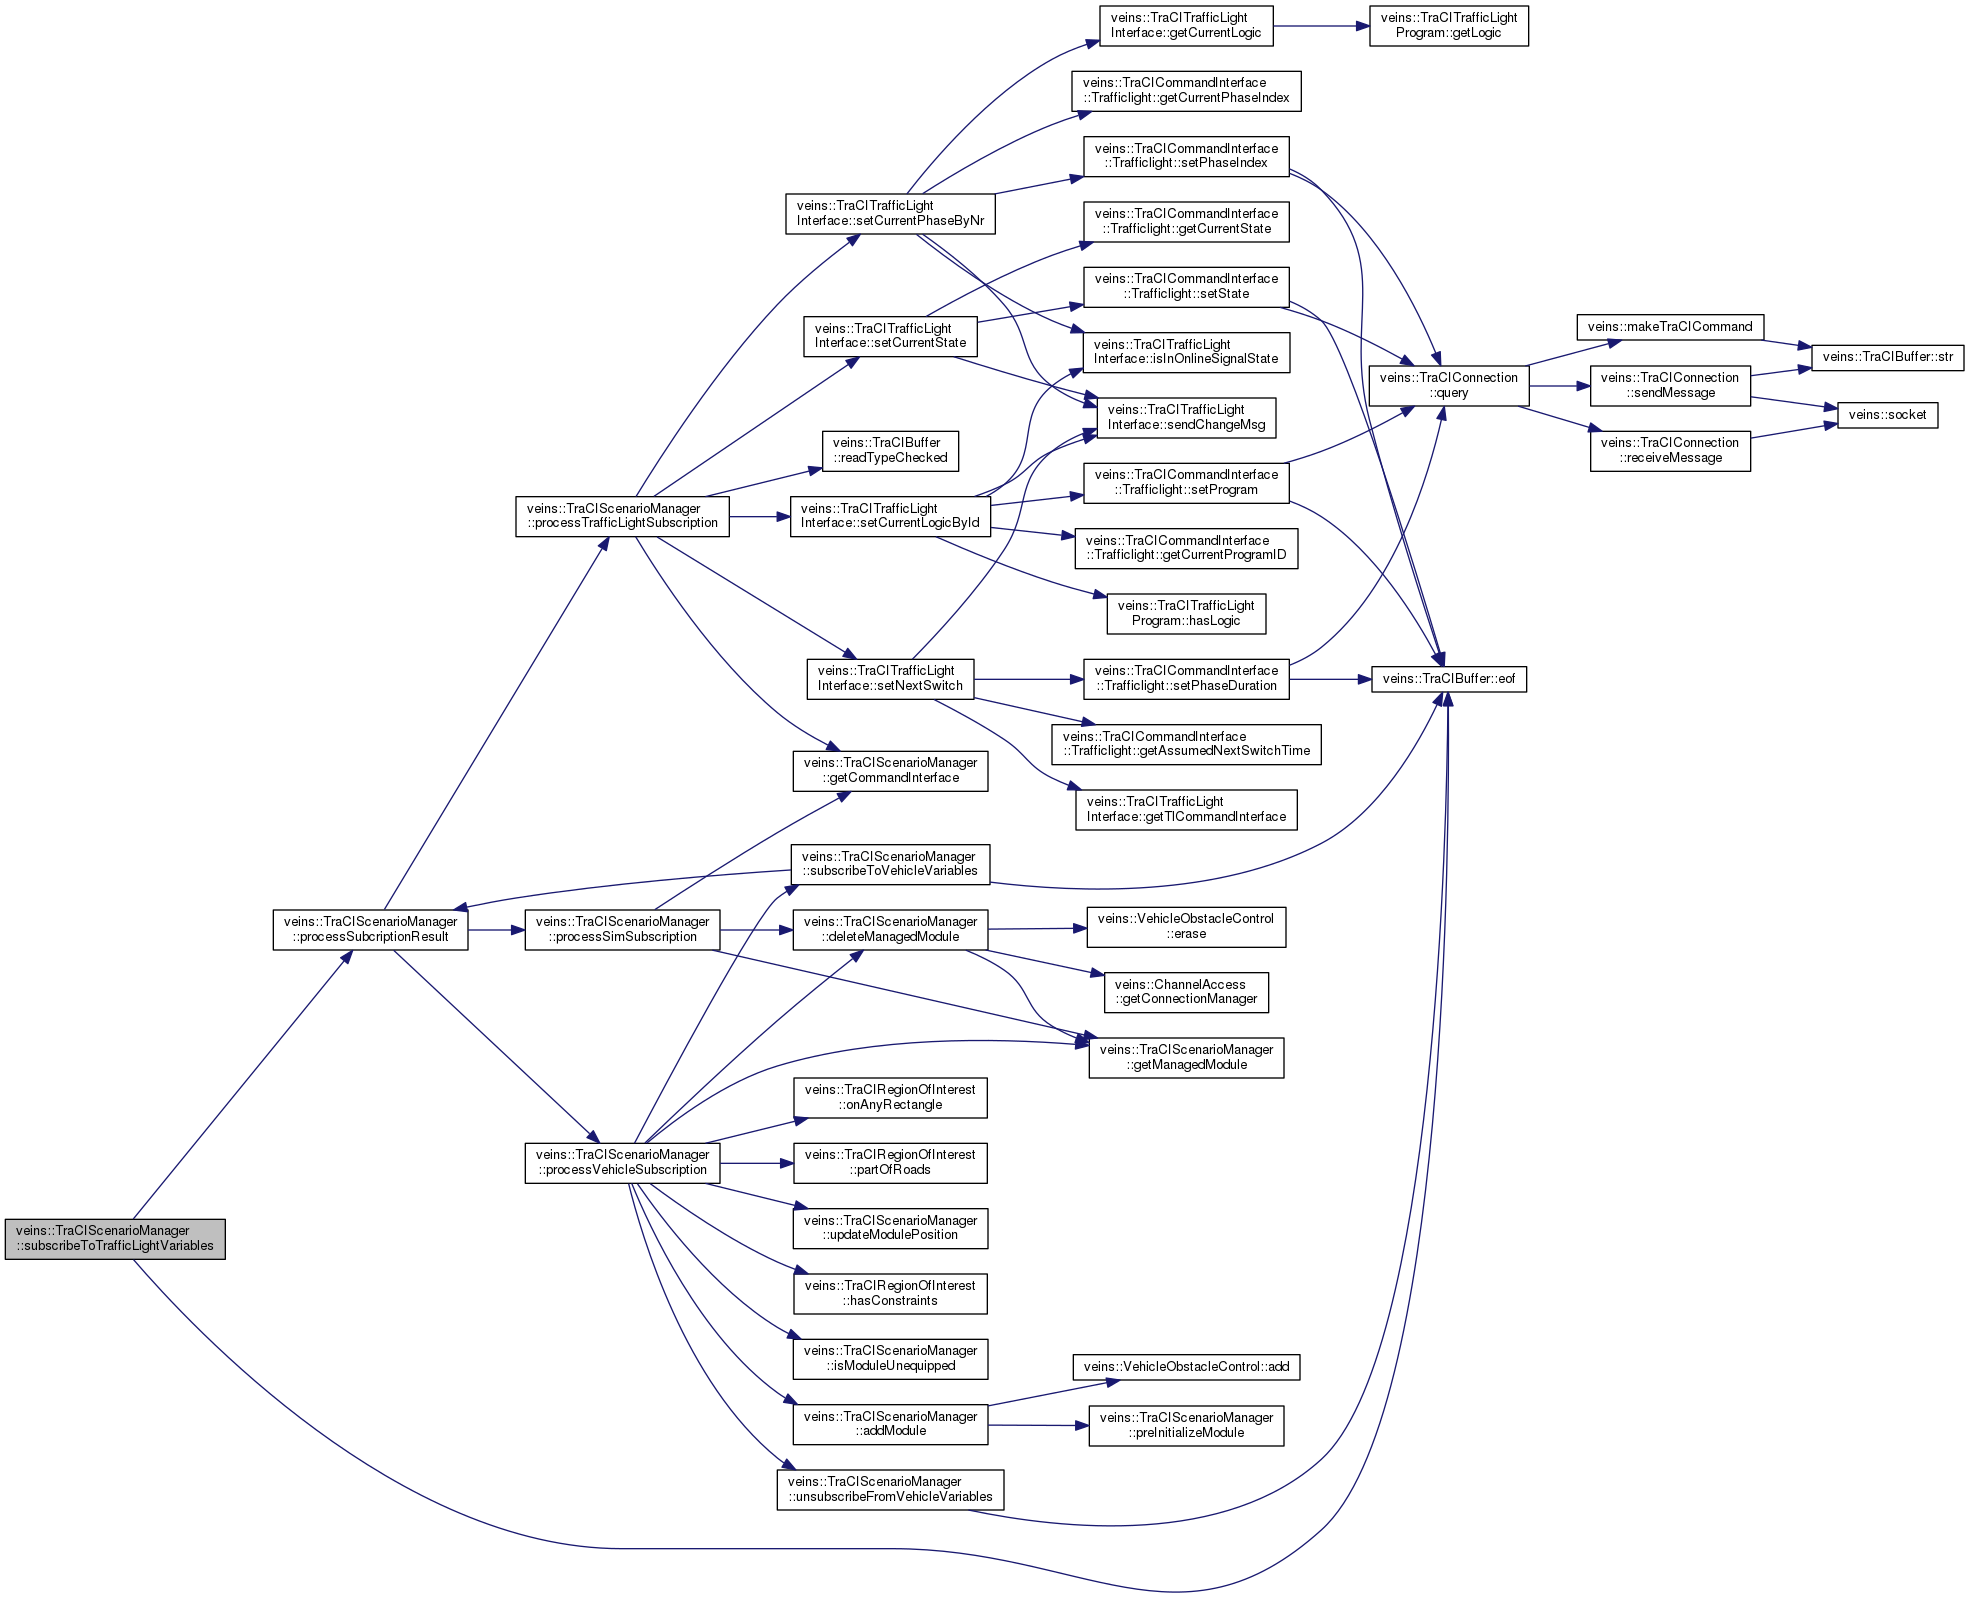 veins::TraCITrafficLight
Interface::getCurrentLogic
veins::TraCITrafficLight
Program::getLogic
veins::TraCICommandInterface
::Trafficlight::getCurrentPhaseIndex
veins::TraCICommandInterface
::Trafficlight::setPhaseIndex
veins::TraCITrafficLight
Interface::setCurrentPhaseByNr
veins::TraCICommandInterface
::Trafficlight::getCurrentState
veins::TraCICommandInterface
::Trafficlight::setState
veins::TraCITrafficLight
Interface::setCurrentState
veins::TraCITrafficLight
Interface::isInOnlineSignalState
veins::makeTraCICommand
veins::TraCIBuffer::str
veins::TraCIConnection
::query
veins::TraCIConnection
::sendMessage
veins::socket
veins::TraCITrafficLight
Interface::sendChangeMsg
veins::TraCIBuffer
::readTypeChecked
veins::TraCIConnection
::receiveMessage
veins::TraCICommandInterface
::Trafficlight::setProgram
veins::TraCIScenarioManager
::processTrafficLightSubscription
veins::TraCITrafficLight
Interface::setCurrentLogicById
veins::TraCICommandInterface
::Trafficlight::getCurrentProgramID
veins::TraCITrafficLight
Program::hasLogic
veins::TraCITrafficLight
Interface::setNextSwitch
veins::TraCICommandInterface
::Trafficlight::setPhaseDuration
veins::TraCIBuffer::eof
veins::TraCICommandInterface
::Trafficlight::getAssumedNextSwitchTime
veins::TraCIScenarioManager
::getCommandInterface
veins::TraCITrafficLight
Interface::getTlCommandInterface
veins::TraCIScenarioManager
::subscribeToVehicleVariables
veins::TraCIScenarioManager
::processSubcriptionResult
veins::TraCIScenarioManager
::processSimSubscription
veins::TraCIScenarioManager
::deleteManagedModule
veins::VehicleObstacleControl
::erase
veins::ChannelAccess
::getConnectionManager
veins::TraCIScenarioManager
::getManagedModule
veins::TraCIRegionOfInterest
::onAnyRectangle
veins::TraCIScenarioManager
::processVehicleSubscription
veins::TraCIRegionOfInterest
::partOfRoads
veins::TraCIScenarioManager
::subscribeToTrafficLightVariables
veins::TraCIScenarioManager
::updateModulePosition
veins::TraCIRegionOfInterest
::hasConstraints
veins::TraCIScenarioManager
::isModuleUnequipped
veins::VehicleObstacleControl::add
veins::TraCIScenarioManager
::addModule
veins::TraCIScenarioManager
::preInitializeModule
veins::TraCIScenarioManager
::unsubscribeFromVehicleVariables